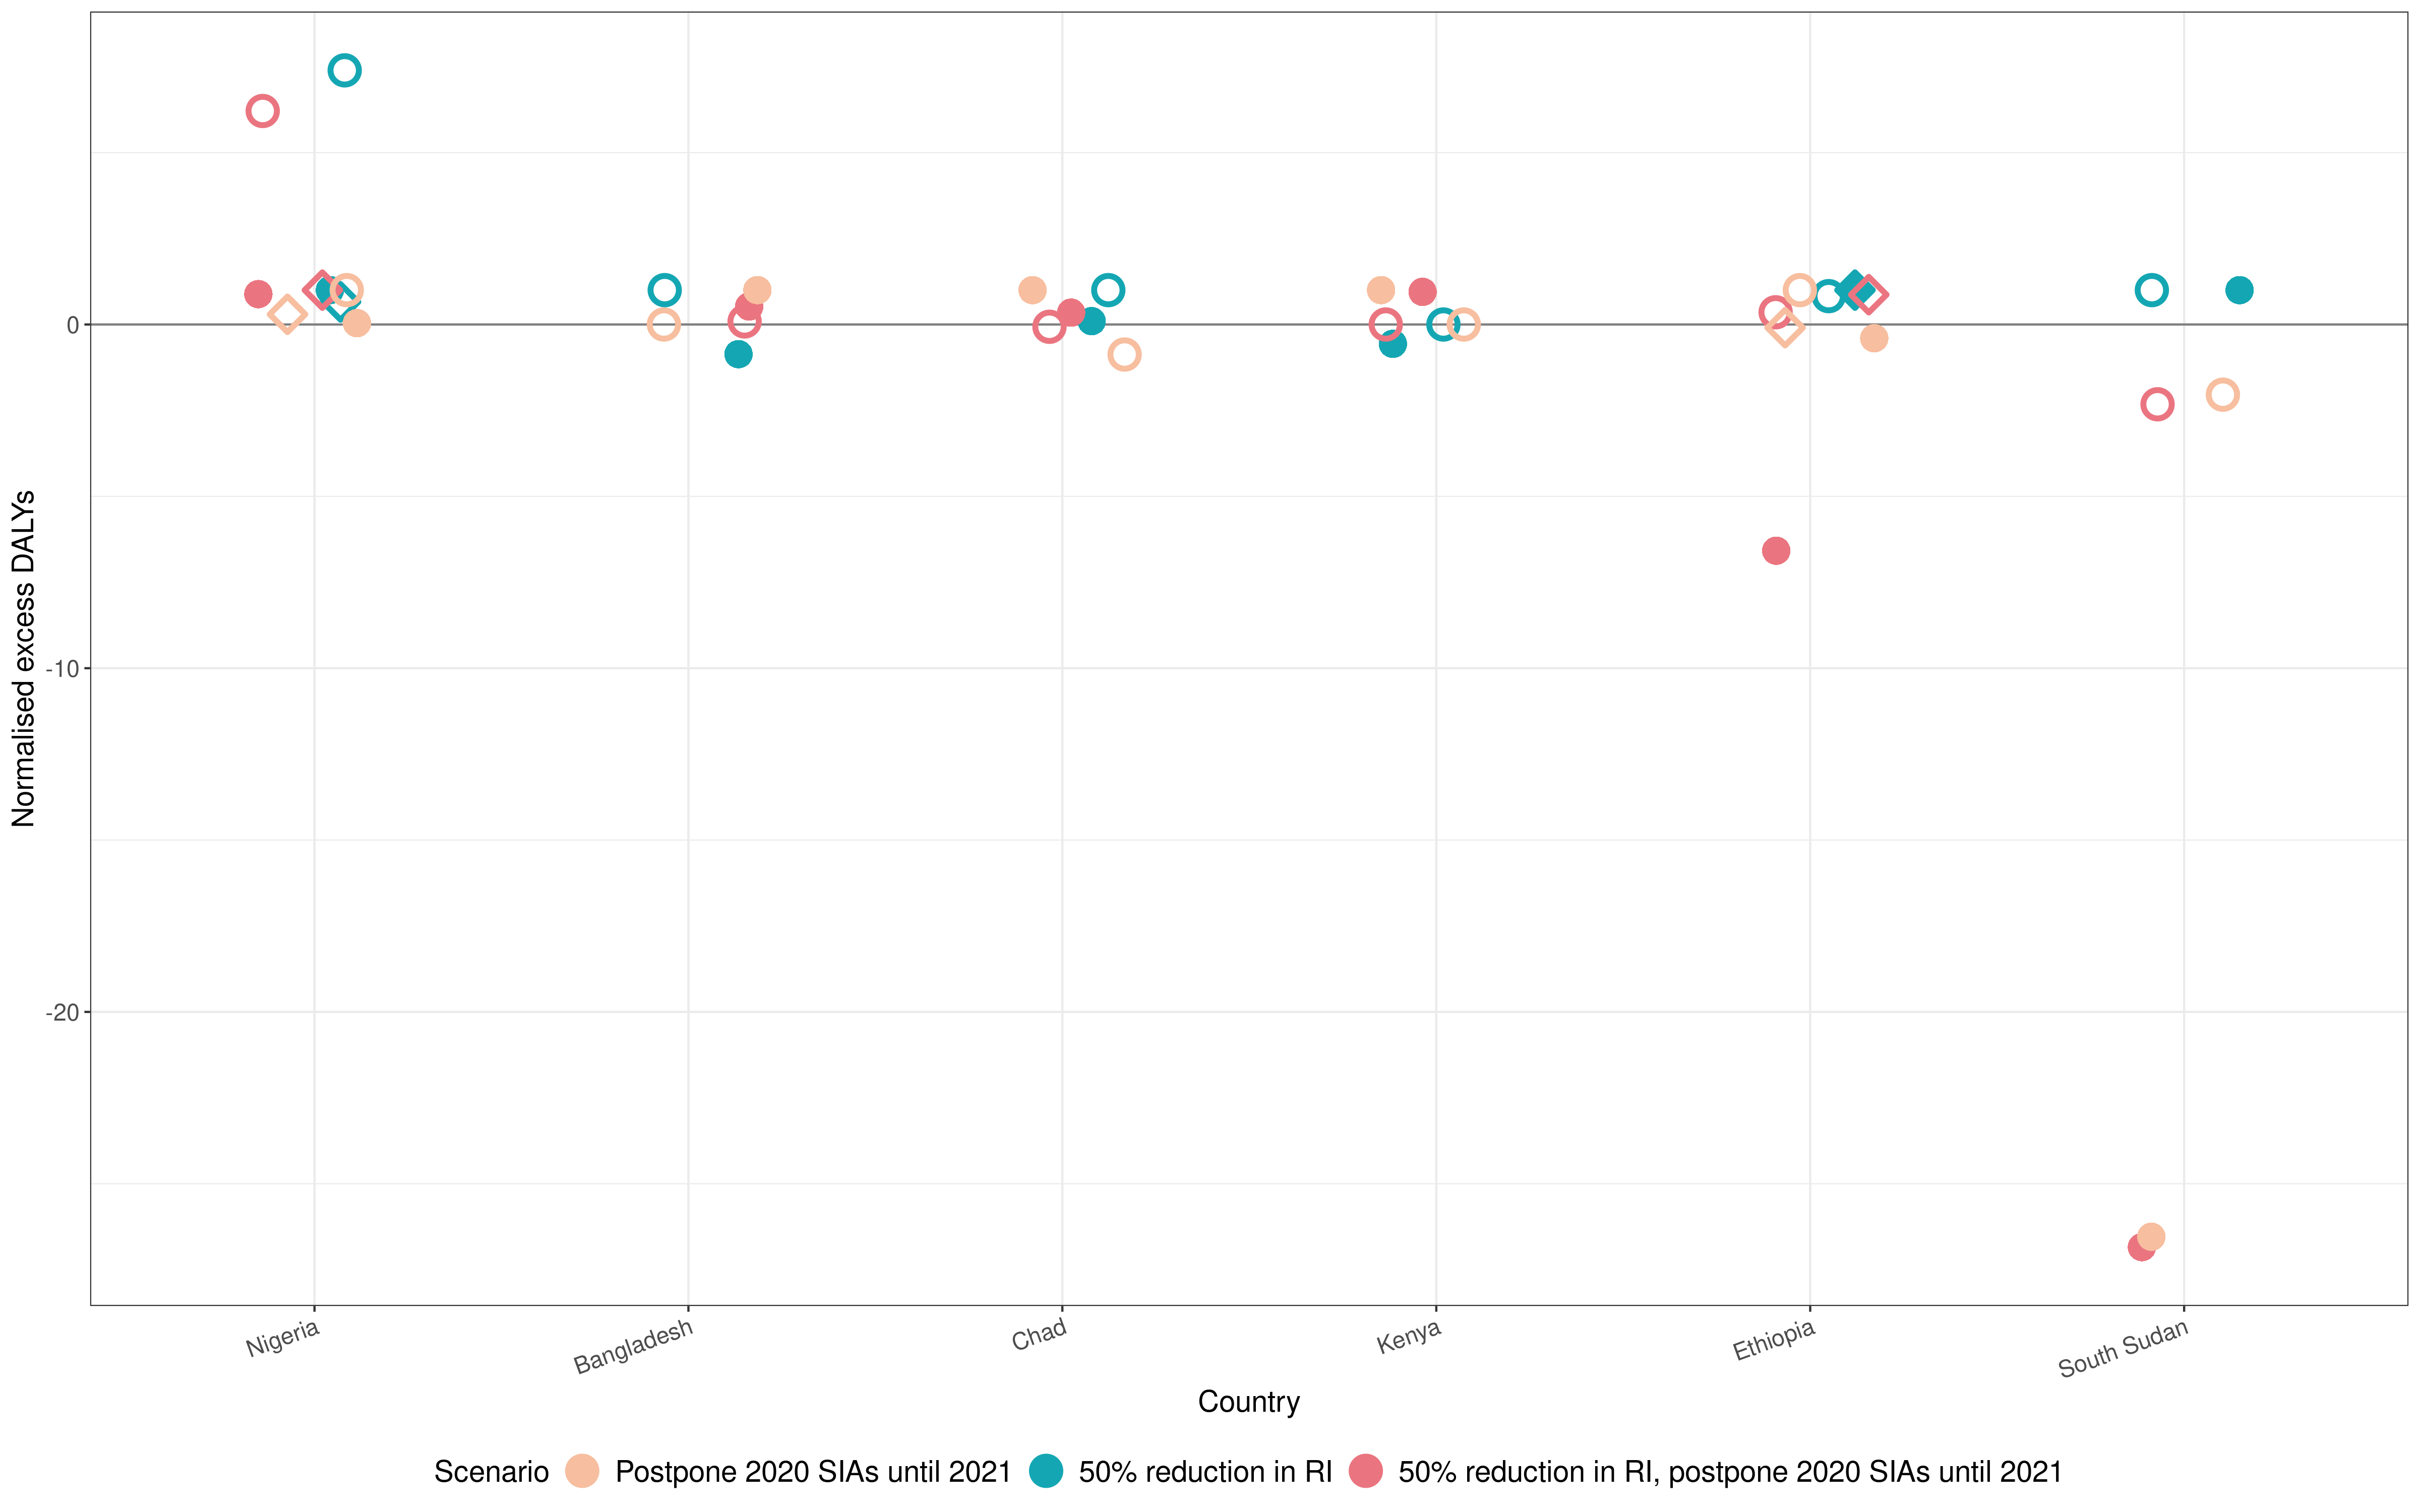 Normalised excess DALYs
0
-10
-20
Nigeria
Bangladesh
Chad
Kenya
Ethiopia
South Sudan
Country
Scenario Postpone 2020 SIAs until 2021 50% reduction in RI 50% reduction in RI, postpone 2020 SIAs until 2021